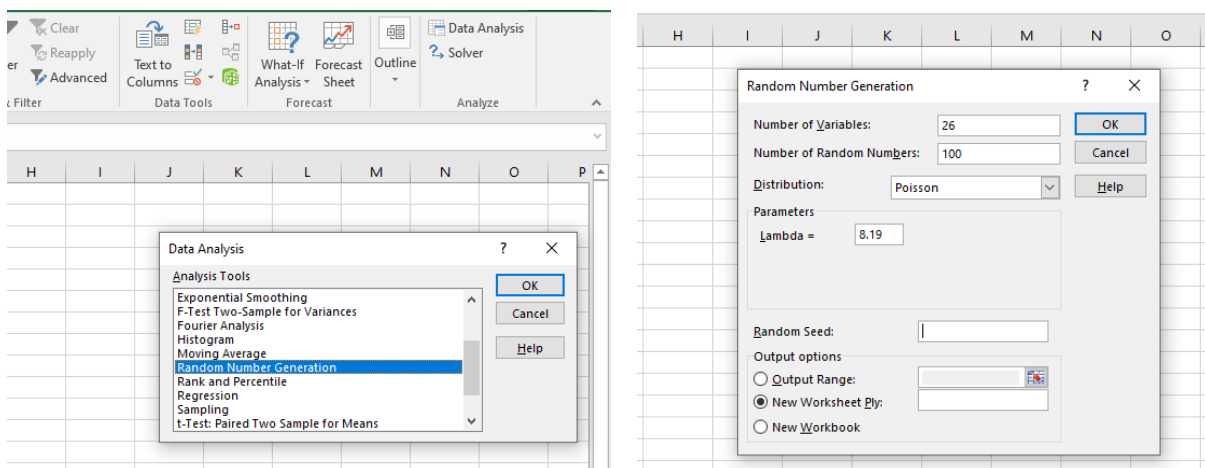 Clear
Reapply
er
Advanced
& Filter
Text to
Columns
Data Tools
What-If
Analysis
Forecast
Sheet
Forecast
Outline
Data Analysis
Solver
Analyze
H I J K L M N O P
Data Analysis ?
Analysis Tools
Exponential Smoothing
F-Test Two-Sample for Variances
Fourier Analysis
Histogram
Moving Average
Random Number Generation
Rank and Percentile
Regression
Sampling
t-Test: Paired Two Sample for Means
OK
Cancel
Help
H I J K L M N O
Random Number Generation ?
Number of Variables: 26
Number of Random Numbers: 100
Distribution: Poisson
Parameters
Lambda = 8.19
Random Seed:
Output options
Output Range:
New Worksheet Ply:
New Workbook
OK
Cancel
Help